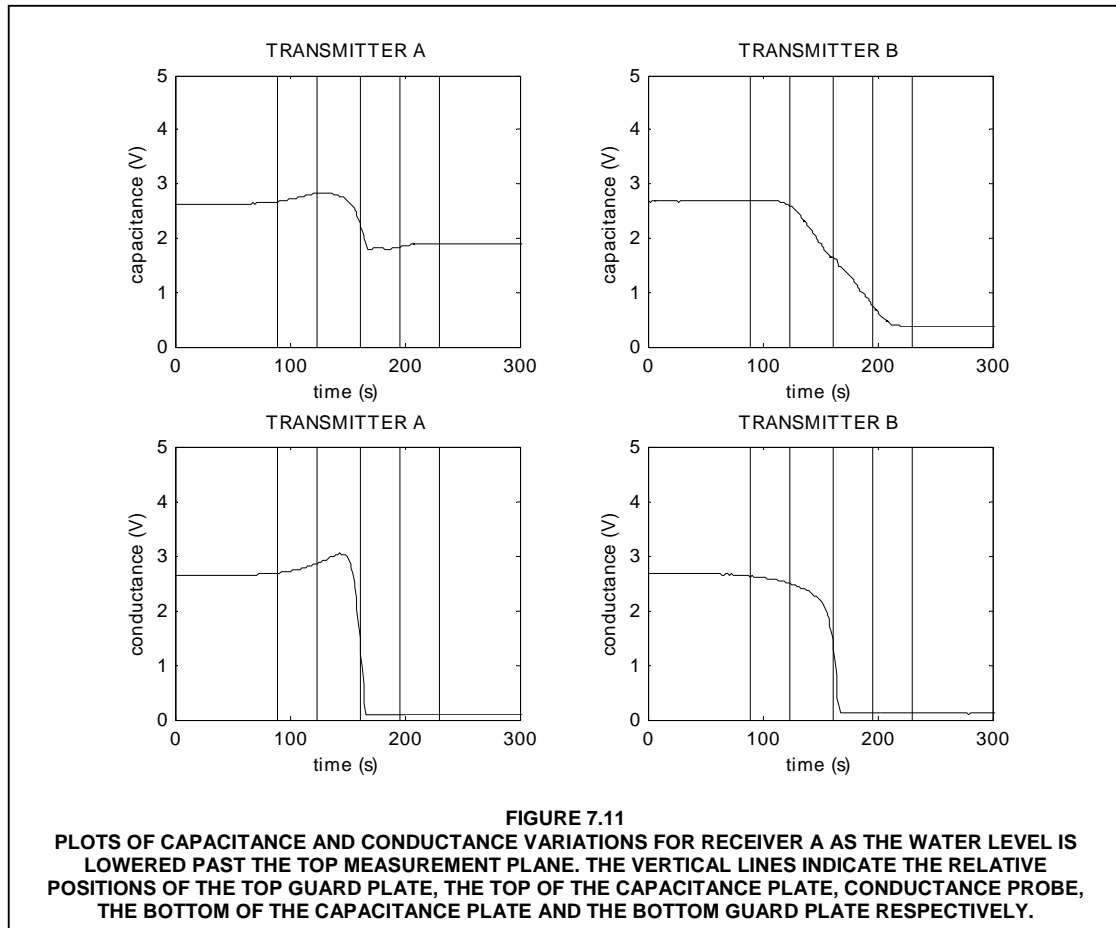 TRANSMITTER A
5
4
3
2
1
0
capacitance (V)
0 100 200 300
time (s)
TRANSMITTER B
5
4
3
2
1
0
capacitance (V)
0 100 200 300
time (s)
TRANSMITTER A
5
4
3
2
1
0
conductance (V)
0 100 200 300
time (s)
TRANSMITTER B
5
4
3
2
1
0
conductance (V)
0 100 200 300
time (s)
FIGURE 7.11
PLOTS OF CAPACITANCE AND CONDUCTANCE VARIATIONS FOR RECEIVER A AS THE WATER LEVEL IS
LOWERED PAST THE TOP MEASUREMENT PLANE. THE VERTICAL LINES INDICATE THE RELATIVE
POSITIONS OF THE TOP GUARD PLATE, THE TOP OF THE CAPACITANCE PLATE, CONDUCTANCE PROBE,
THE BOTTOM OF THE CAPACITANCE PLATE AND THE BOTTOM GUARD PLATE RESPECTIVELY.